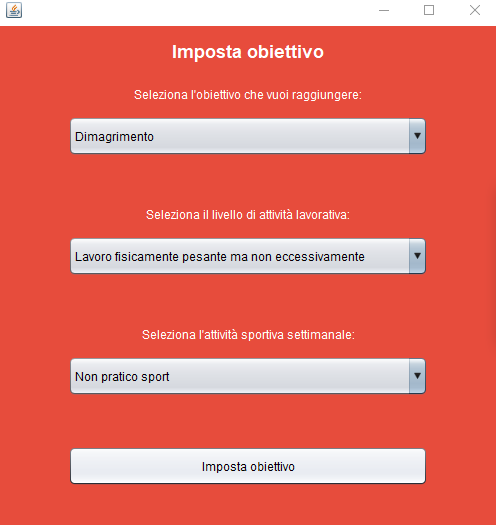 Imposta obiettivo
Seleziona l'obiettivo che vuoi raggiungere:
Dimagrimento
Seleziona il livello di attività lavorativa:
Lavoro fisicamente pesante ma non eccessivamente
Seleziona l'attività sportiva settimanale:
Non pratico sport
Imposta obiettivo